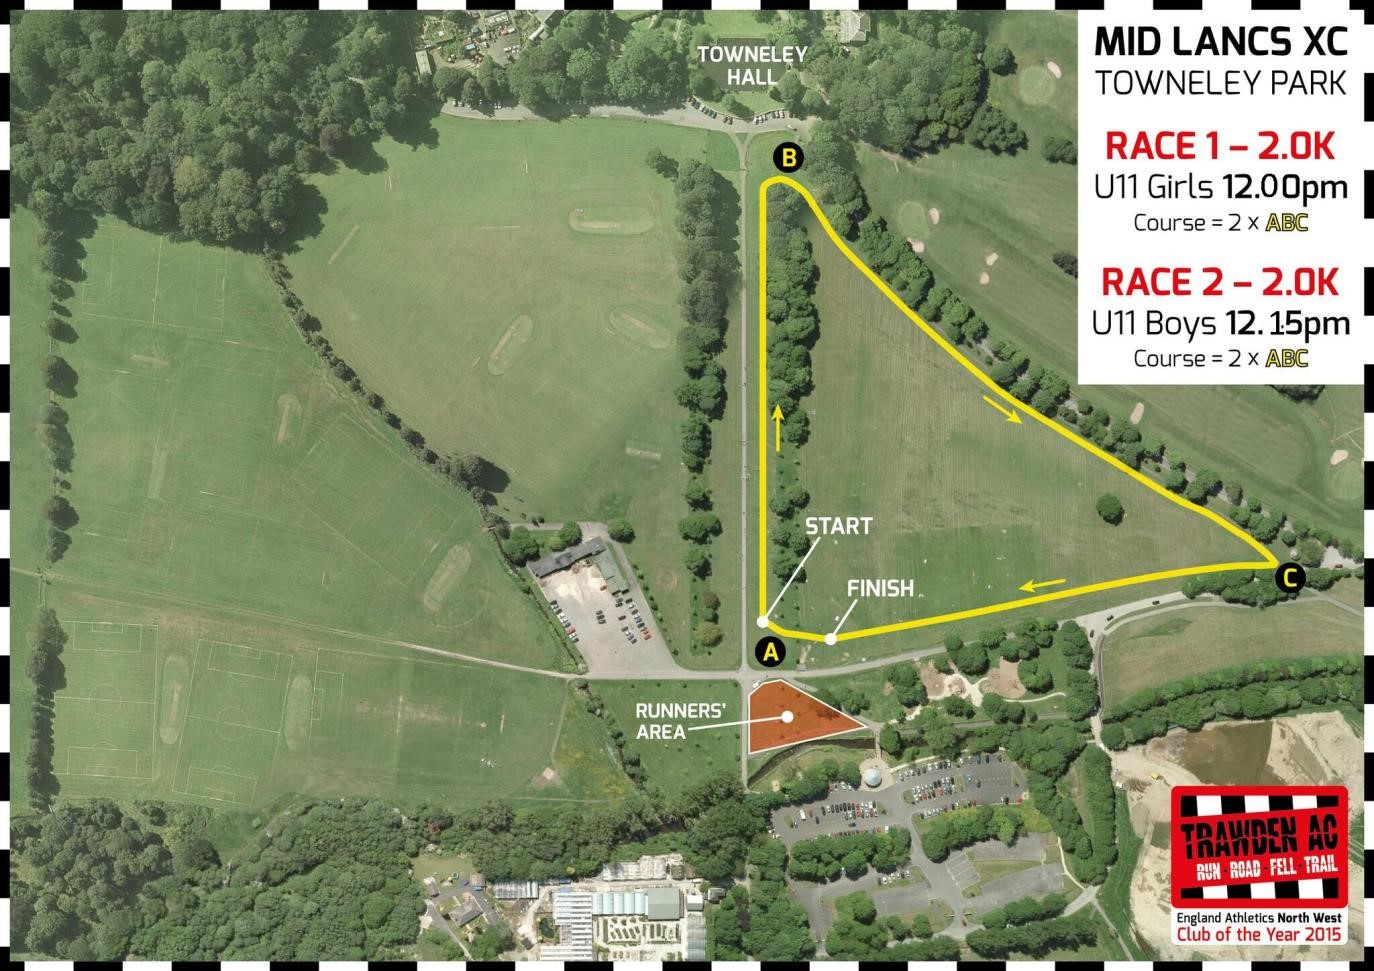 MID LANCS XC
TOWNELEY PARK
RACE 1 – 2.0K
U11 Girls 12.00pm
Course = 2 x ABC
RACE 2 – 2.0K
U11 Boys 12.15pm
Course = 2 x ABC
TOWNELEY
HALL
B
START
FINISH
C
A
RUNNERS'
AREA
TRAWDEN AC
RUN · ROAD · FELL · TRAIL
England Athletics North West
Club of the Year 2015